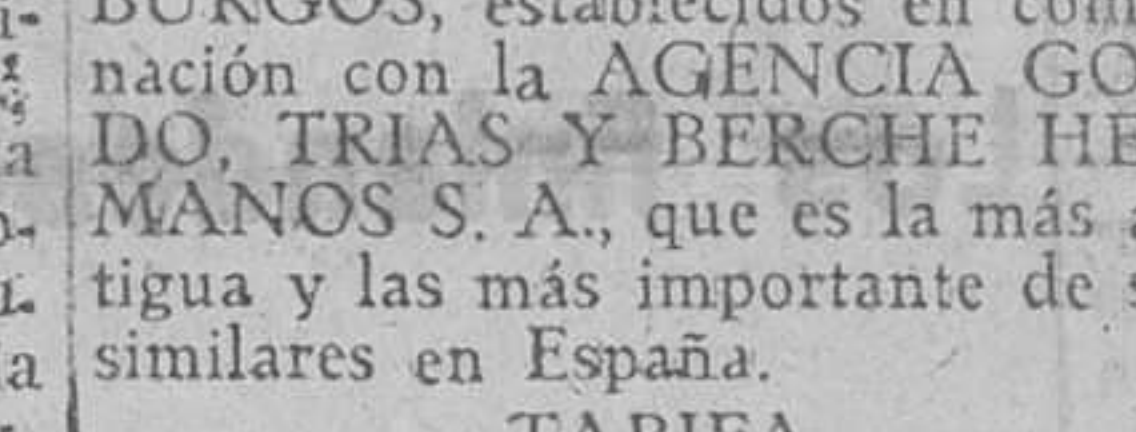 BURGOS, establecidos en com
nación con la AGENCIA GO
DO, TRIAS Y BERCHE HE
MANOS S. A., que es la más a
tigua y las más importante de s
similares en España.
TARIFA